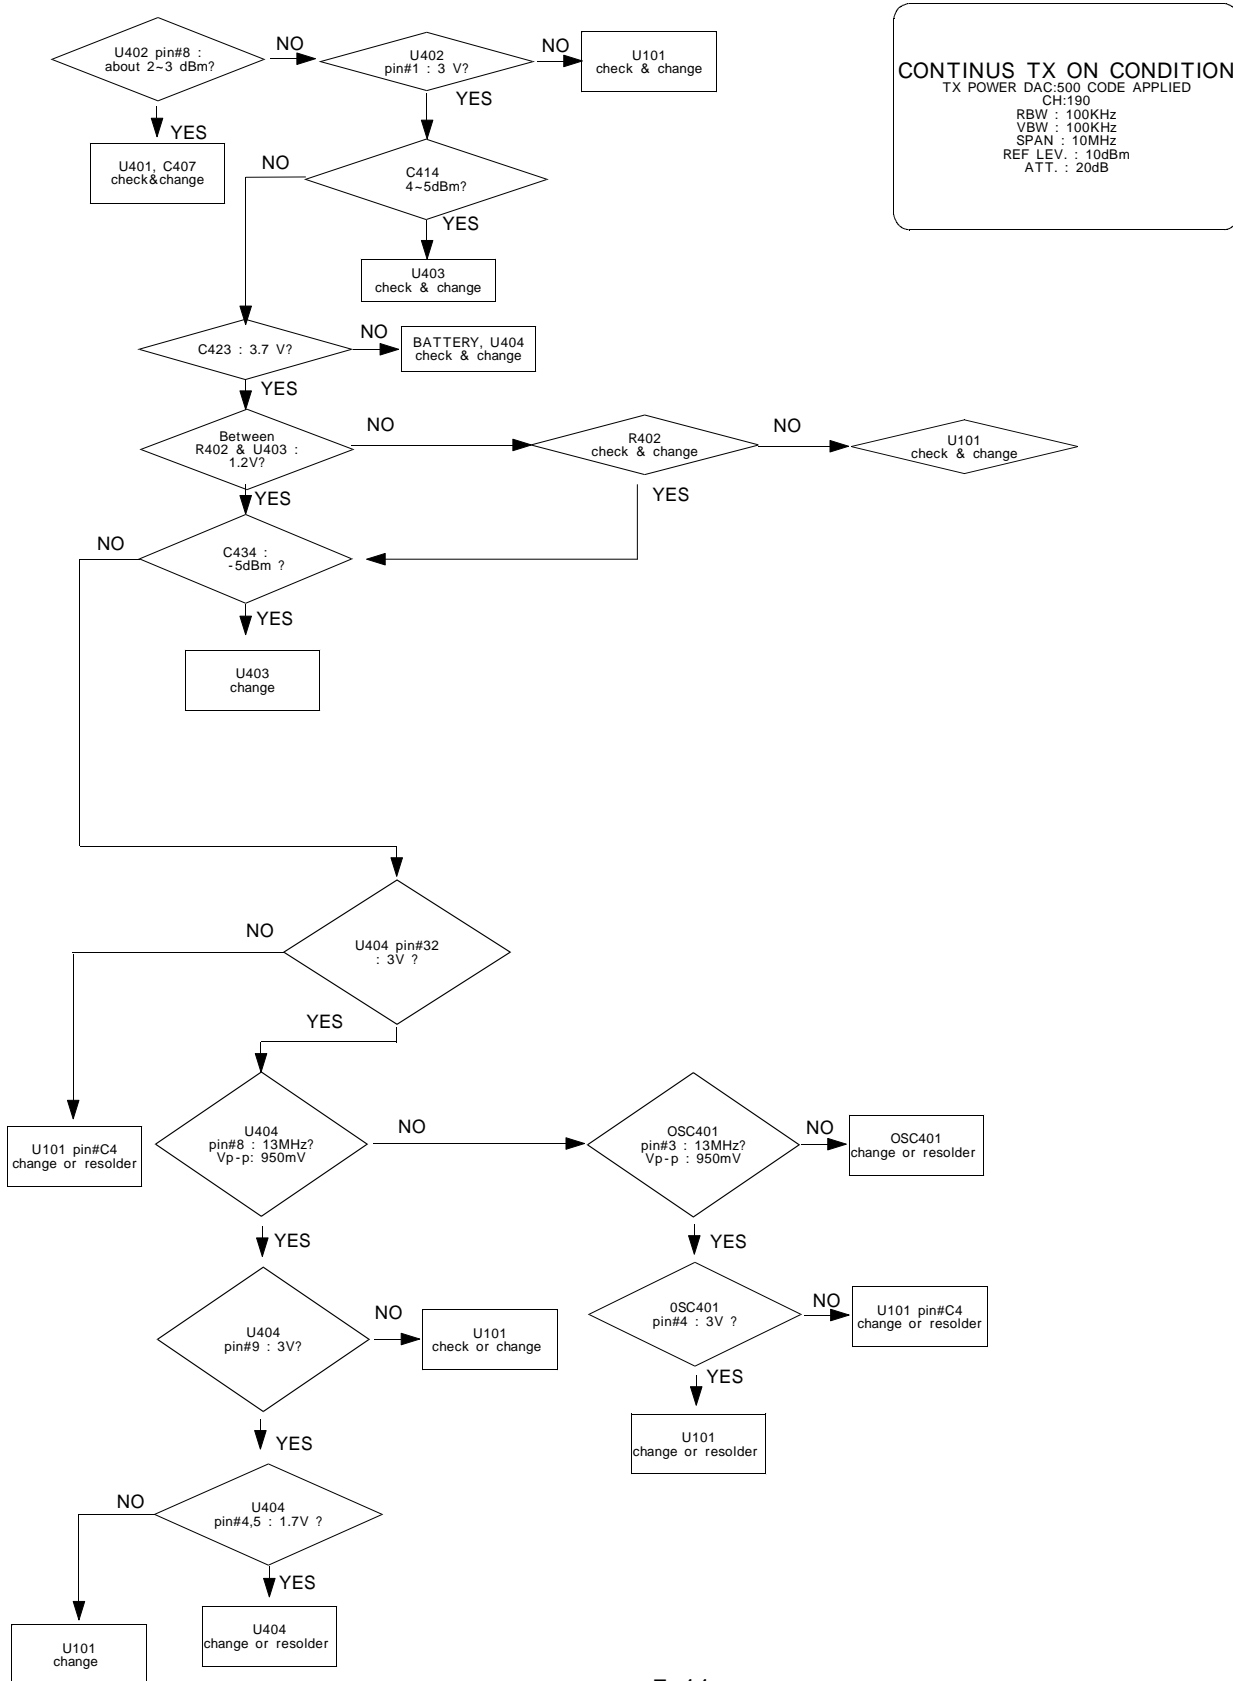 U402 pin#8 :
about 2~3 dBm?
NO
U402
pin#1 : 3 V?
NO
U101
check & change
CONTINUS TX ON CONDITION
TX POWER DAC:500 CODE APPLIED
CH:190
RBW : 100KHz
VBW : 100KHz
SPAN : 10MHz
REF LEV. : 10dBm
ATT. : 20dB
YES
YES
U401, C407
check&change
NO
C414
4~5dBm?
YES
U403
check & change
C423 : 3.7 V?
NO
BATTERY, U404
check & change
YES
Between
R402 & U403 :
1.2V?
NO
R402
check & change
NO
U101
check & change
YES
YES
NO
C434 :
-5dBm ?
YES
U403
change
NO
U404 pin#32
: 3V ?
YES
U101 pin#C4
change or resolder
U404
pin#8 : 13MHz?
Vp-p: 950mV
NO
OSC401
pin#3 : 13MHz?
Vp-p : 950mV
NO
OSC401
change or resolder
YES
YES
U404
pin#9 : 3V?
NO
U101
check or change
0SC401
pin#4 : 3V ?
NO
U101 pin#C4
change or resolder
YES
YES
U101
change or resolder
NO
U404
pin#4,5 : 1.7V ?
YES
U101
change
U404
change or resolder